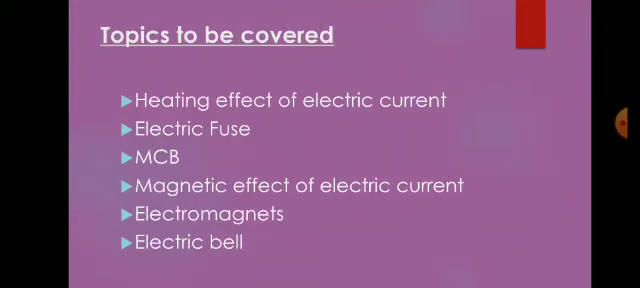 Topics to be covered
Heating effect of electric current
Electric Fuse
MCB
Magnetic effect of electric current
Electromagnets
Electric bell